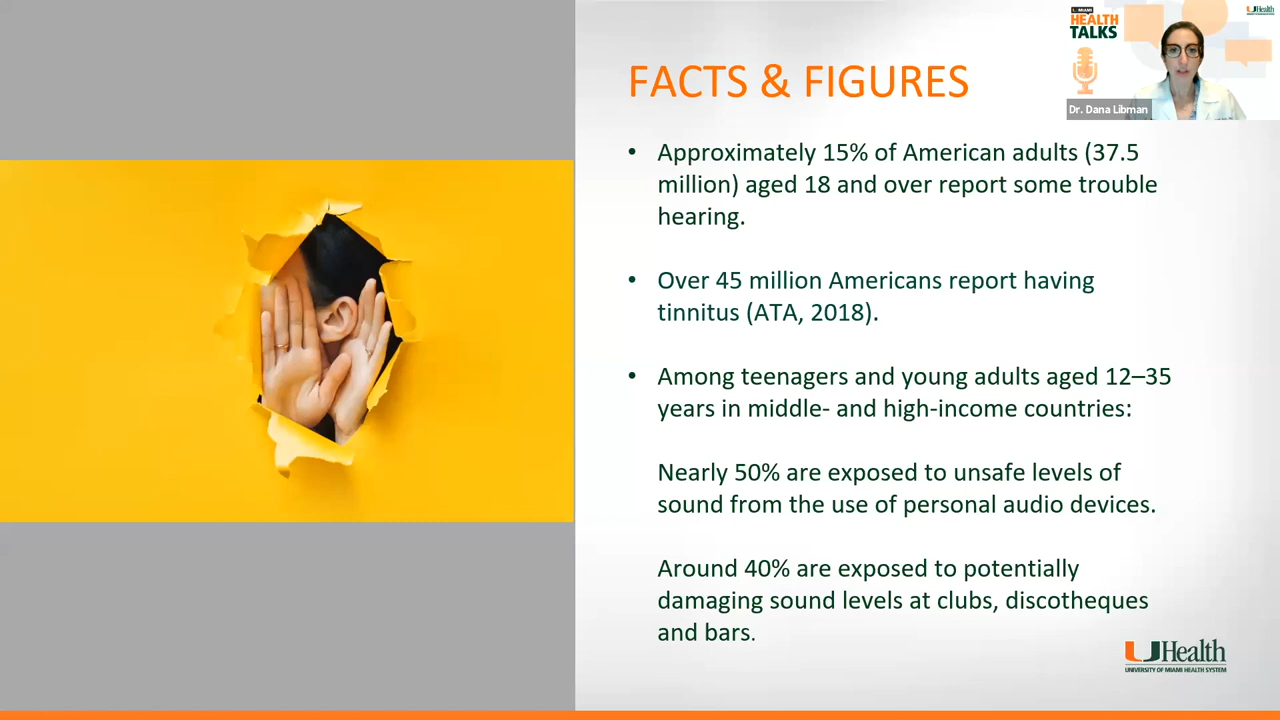 MIAMI
HEALTH
TALKS
UHealth
Dr. Dana Libman
FACTS & FIGURES
• Approximately 15% of American adults (37.5
million) aged 18 and over report some trouble
hearing.
• Over 45 million Americans report having
tinnitus (ATA, 2018).
• Among teenagers and young adults aged 12–35
years in middle- and high-income countries:
Nearly 50% are exposed to unsafe levels of
sound from the use of personal audio devices.
Around 40% are exposed to potentially
damaging sound levels at clubs, discotheques
and bars.
UHealth
UNIVERSITY OF MIAMI HEALTH SYSTEM